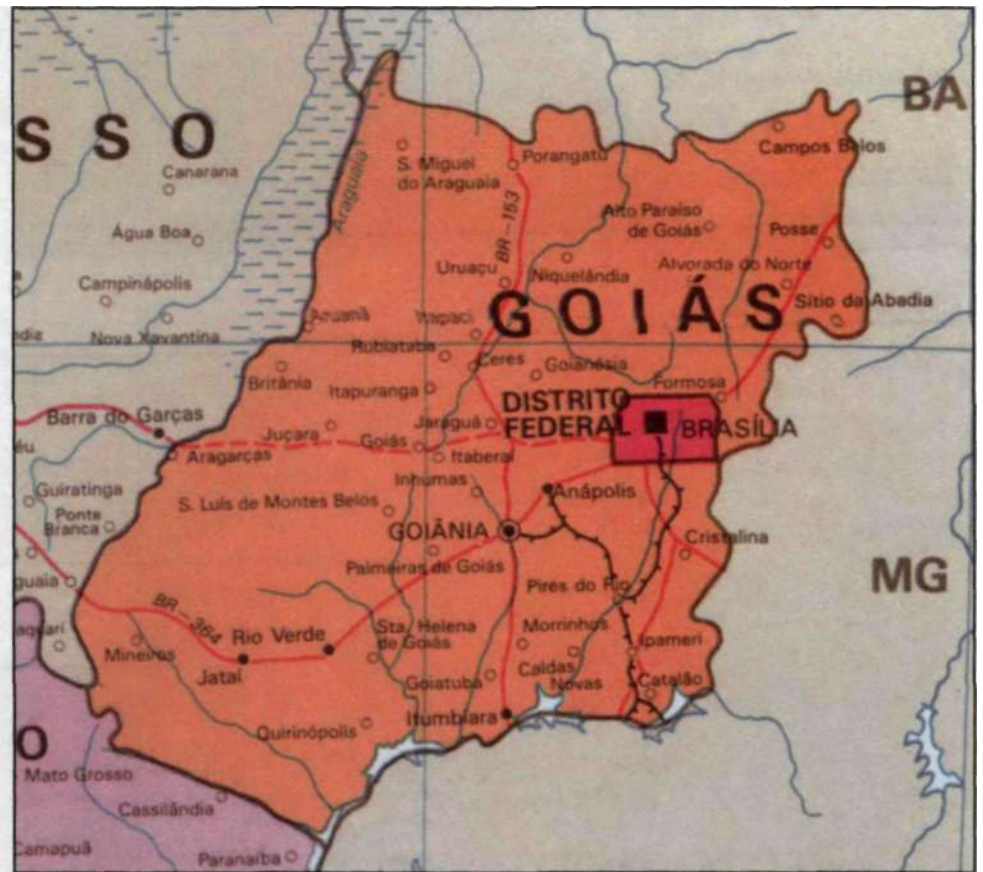 BA
S S O
Canarana
Água Boa
Campinápolis
Nova Xavantina
Araguaia
S. Miguel
do Araguaia
Porangatu
Campos Belos
BR-153
Alto Paraíso
de Goiás
Posse
Uruaçu
Niquelândia
Alvorada do Norte
GOIÁS
Sítio da Abadia
Aruanã
Itapaci
Rubiataba
Ceres
Goianésia
Britânia
Itapuranga
Formosa
DISTRITO
FEDERAL
BRASÍLIA
Barra do Garças
Juçara
Goiás
Jaraguá
Itaberaí
Aragarças
Inhumas
Anápolis
Guiratinga
Ponte
Branca
S. Luís de Montes Belos
GOIÂNIA
Cristalina
Palmeiras de Goiás
MG
guaia
Pires do Rio
BR-364
Rio Verde
Sta. Helena
de Goiás
Morrinhos
Ipameri
Mineiros
Jataí
Goiatuba
Caldas
Novas
Catalão
Itumbiara
Quirinópolis
O
Mato Grosso
Cassilândia
Camapuã
Paranaíba